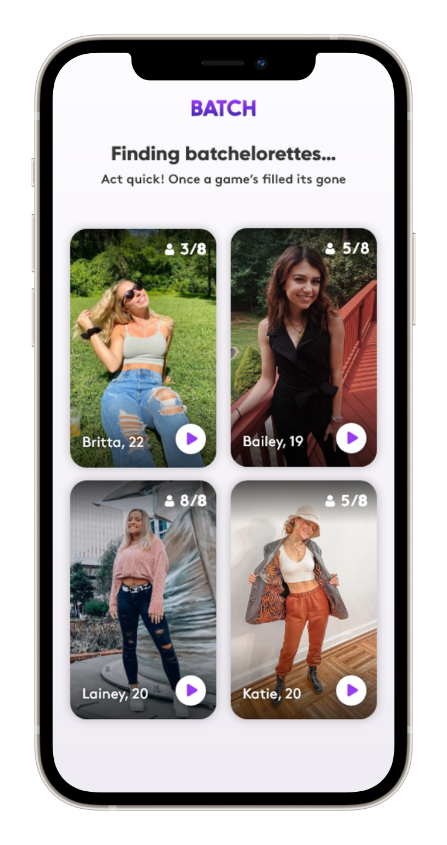 BATCH
Finding batchelorettes...
Act quick! Once a game's filled its gone
3/8
5/8
Britta, 22
Bailey, 19
8/8
5/8
Lainey, 20
Katie, 20